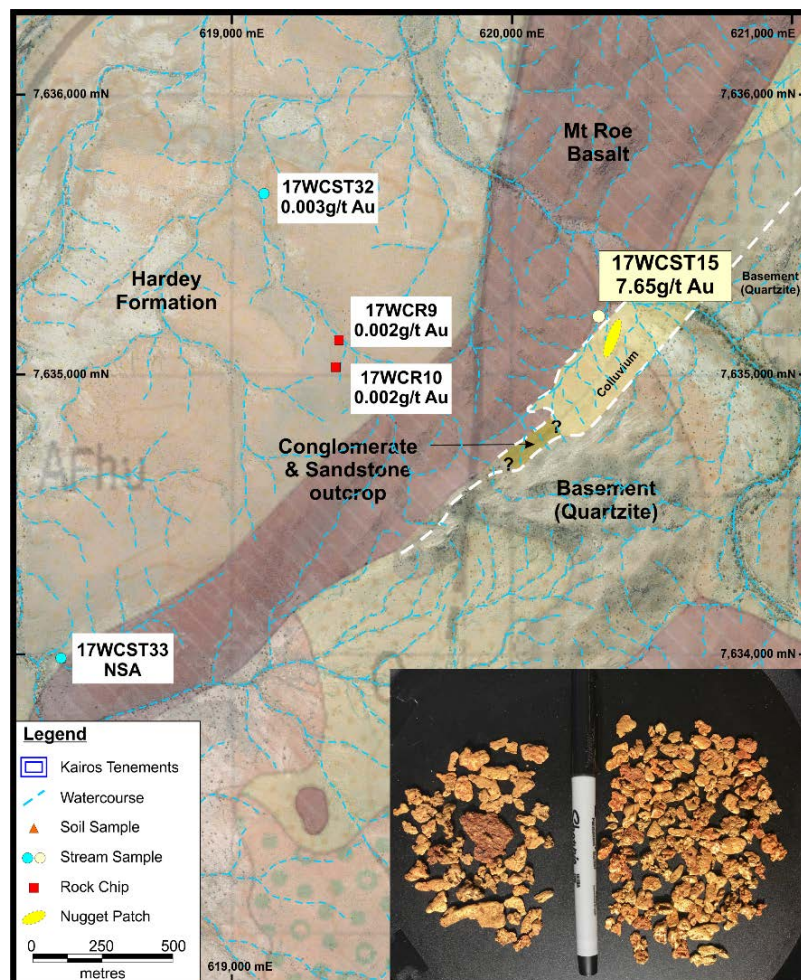 619,000 mE
620,000 mE
621,000 mE
7,636,000 mN
7,636,000 mN
Mt Roe
Basalt
17WCST32
0.003g/t Au
Hardey
Formation
17WCST15
7.65g/t Au
Basement
(Quartzite)
17WCR9
0.002g/t Au
7,635,000 mN
7,635,000 mN
17WCR10
0.002g/t Au
Colluvium
?
?
Conglomerate
& Sandstone
outcrop
AFhu
Basement
(Quartzite)
17WCST33
NSA
7,634,000 mN
Legend
Kairos Tenements
Watercourse
Soil Sample
Stream Sample
Rock Chip
Nugget Patch
0 250 500
metres
619,000 mE
Sharpie